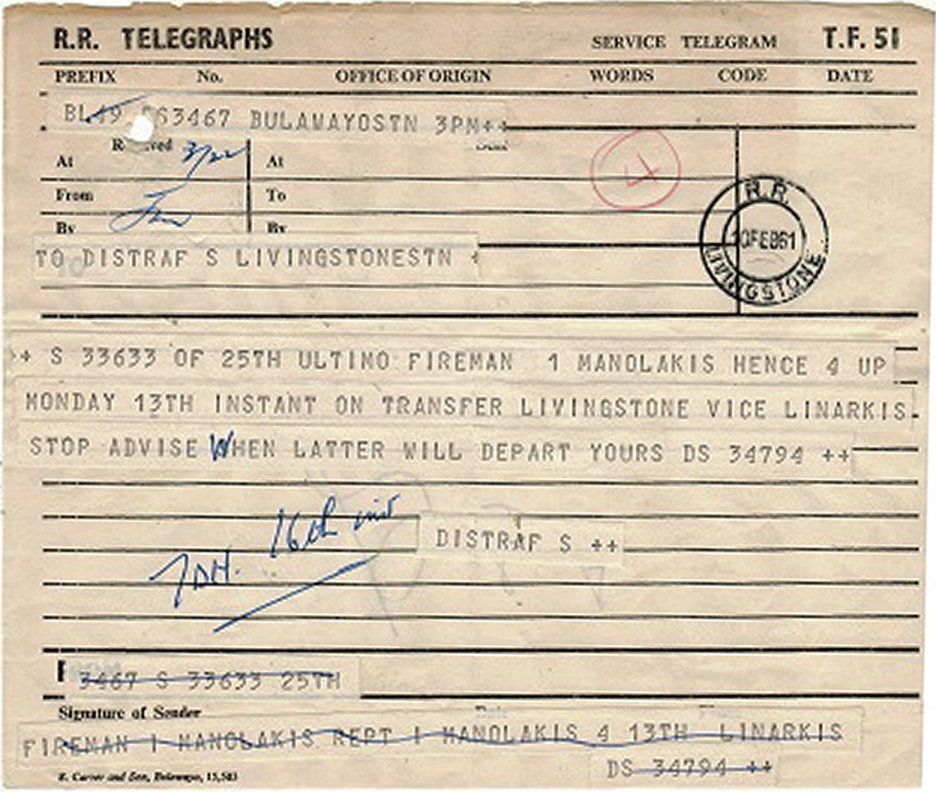 R.R. TELEGRAPHS SERVICE TELEGRAM T.F. 51
PREFIX No. OFFICE OF ORIGIN WORDS CODE DATE
BL49 63467 BULAWAYOSTN 3PM++
At At
From To
By By
R.R.
10FEB61
LIVINGSTONE
TO DISTRAF S LIVINGSTONESTN +
++ S 33633 OF 25TH ULTIMO FIREMAN 1 MANOLAKIS HENCE 4 UP
MONDAY 13TH INSTANT ON TRANSFER LIVINGSTONE VICE LINARKIS.
STOP ADVISE WHEN LATTER WILL DEPART YOURS DS 34794 ++
16th inst
DISTRAF S ++
3467 S 33633 25TH
Signature of Sender
FIREMAN 1 MANOLAKIS REPT 1 MANOLAKIS 4 13TH LINARKIS
DS 34794 ++